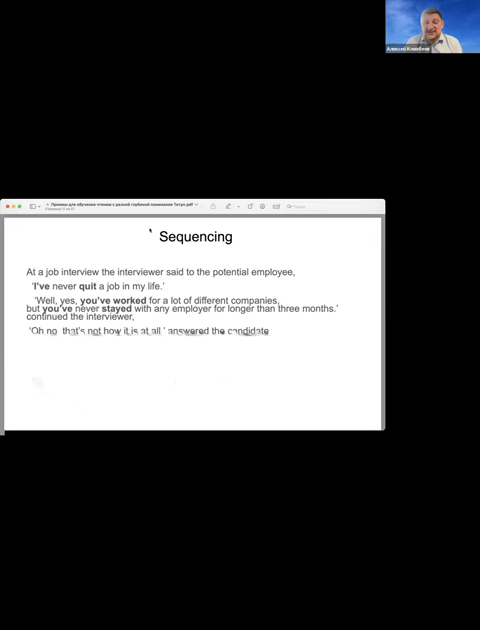 Алексей Конобеев
Приемы для обучения чтению с разной глубиной понимания Титул.pdf
Sequencing
At a job interview the interviewer said to the potential employee,
‘I’ve never quit a job in my life.’
‘Well, yes, you’ve worked for a lot of different companies,
but you’ve never stayed with any employer for longer than three months.’
continued the interviewer,
‘Oh no that’s not how it is at all ’ answered the candidate